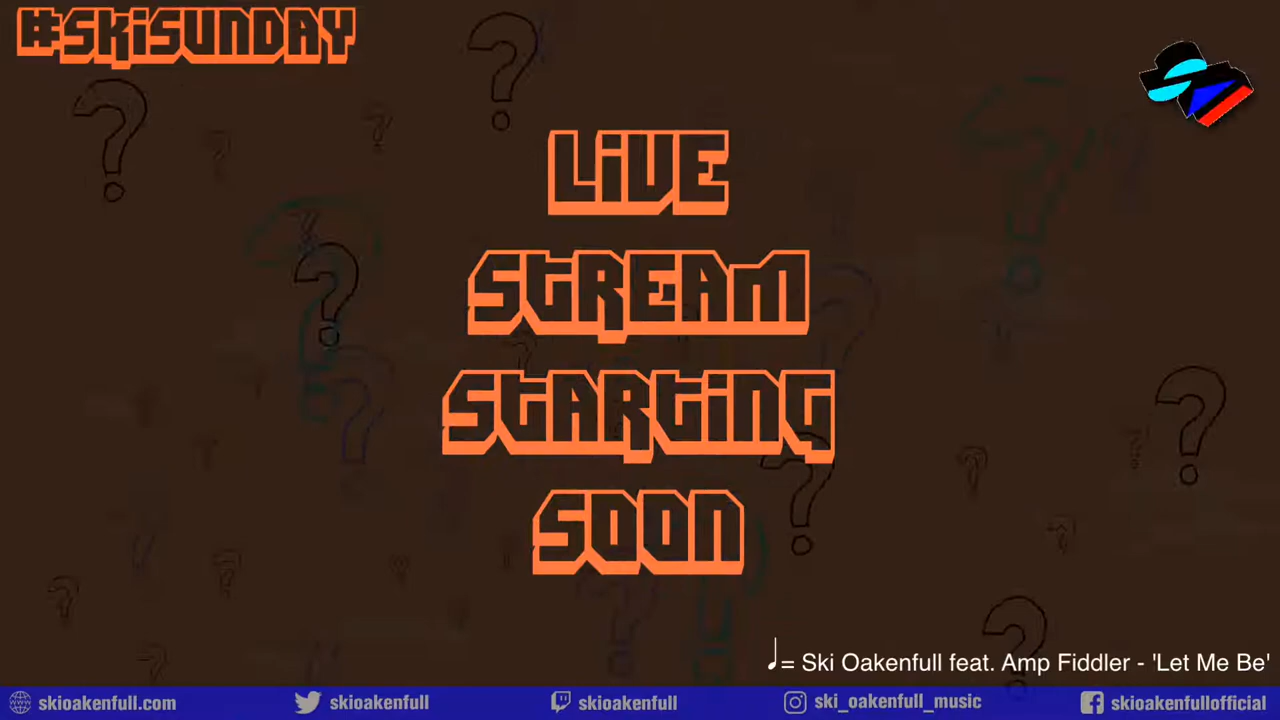 #SKiSUNDAY
LiVE
STREAM
STARTiNG
SOON
= Ski Oakenfull feat. Amp Fiddler - 'Let Me Be'
skioakenfull.com
skioakenfull
skioakenfull
ski_oakenfull_music
skioakenfullofficial